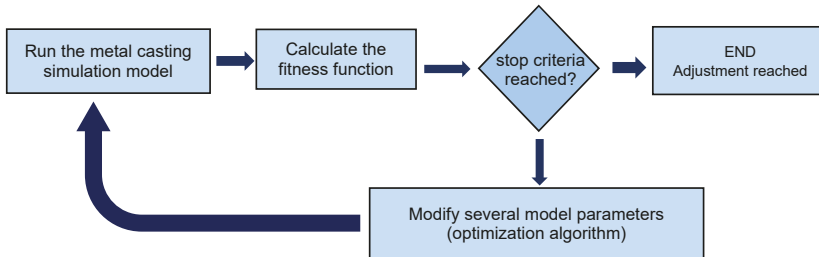 Run the metal casting
simulation model
Calculate the
fitness function
stop criteria
reached?
END
Adjustment reached
Modify several model parameters
(optimization algorithm)